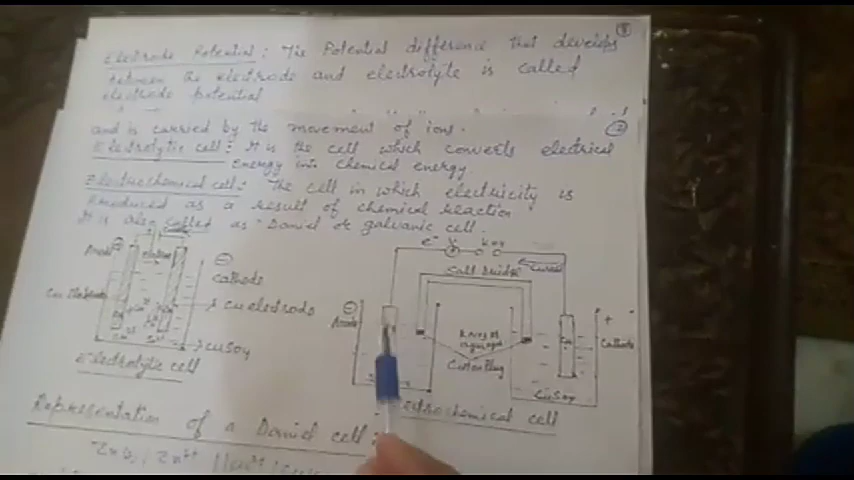 Electrode Potential : The Potential difference that develops
between the electrode and electrolyte is called
electrode potential
and is carried by the movement of ions.
Electrolytic cell : It is the cell which converts electrical
energy into chemical energy
Electrochemical cell : The cell in which electricity is
produced as a result of chemical reaction
It is also called as Daniel or galvanic cell.
Anode
cathode
Cu electrode
CuSO4
Electrolytic cell
e-
V
Key
Current
Salt bridge
Anode
Cotton Plug
+
Cathode
CuSO4
Electrochemical cell
Representation of a Daniel cell :